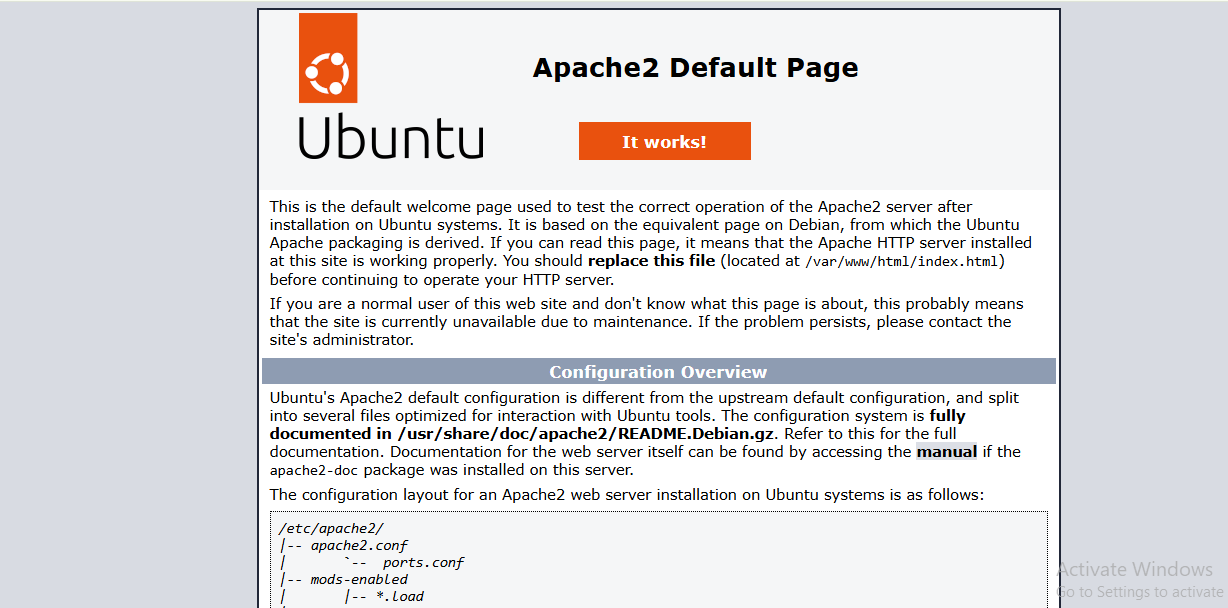 Ubuntu
Apache2 Default Page
It works!
This is the default welcome page used to test the correct operation of the Apache2 server after
installation on Ubuntu systems. It is based on the equivalent page on Debian, from which the Ubuntu
Apache packaging is derived. If you can read this page, it means that the Apache HTTP server installed
at this site is working properly. You should replace this file (located at /var/www/html/index.html)
before continuing to operate your HTTP server.
If you are a normal user of this web site and don't know what this page is about, this probably means
that the site is currently unavailable due to maintenance. If the problem persists, please contact the
site's administrator.
Configuration Overview
Ubuntu's Apache2 default configuration is different from the upstream default configuration, and split
into several files optimized for interaction with Ubuntu tools. The configuration system is fully
documented in /usr/share/doc/apache2/README.Debian.gz. Refer to this for the full
documentation. Documentation for the web server itself can be found by accessing the manual if the
apache2-doc package was installed on this server.
The configuration layout for an Apache2 web server installation on Ubuntu systems is as follows:
/etc/apache2/
|-- apache2.conf
|       `--  ports.conf
|-- mods-enabled
|       |-- *.load
Activate Windows
Go to Settings to activate